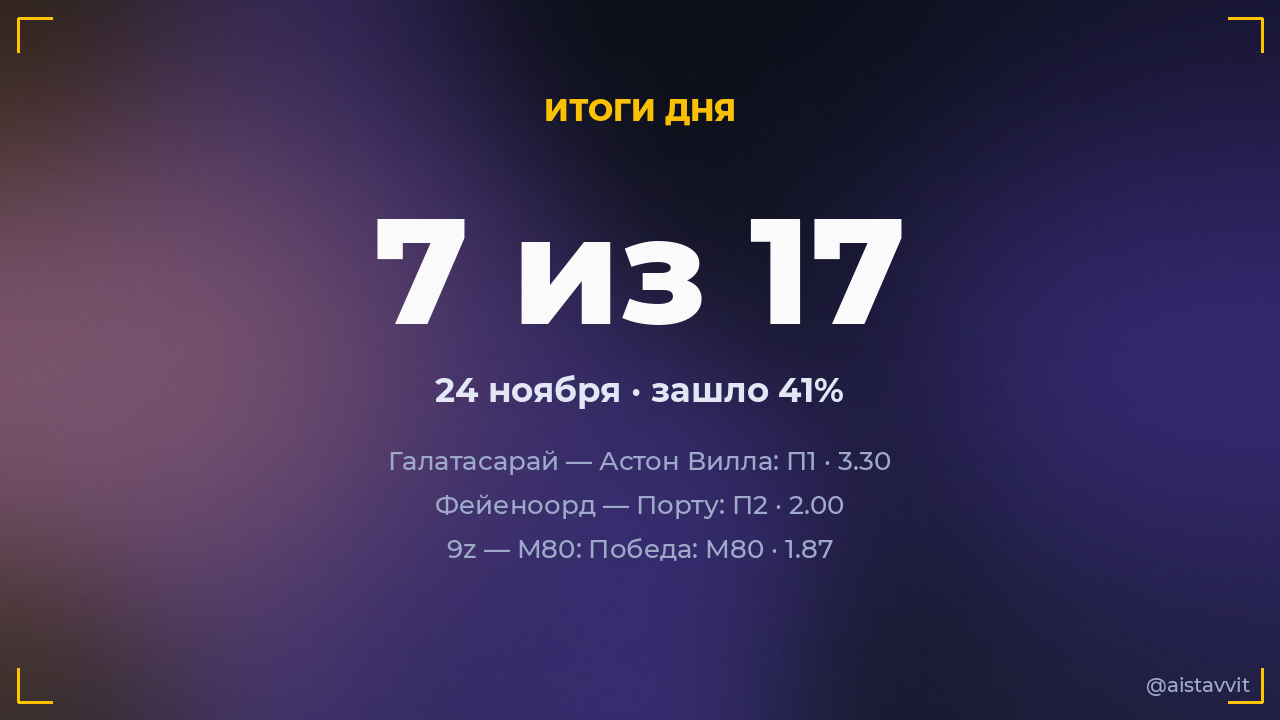 ИТОГИ ДНЯ
7 из 17
24 ноября · зашло 41%
Галатасарай — Астон Вилла: П1 · 3.30
Фейеноорд — Порту: П2 · 2.00
9z — M80: Победа: M80 · 1.87
@aistavvit